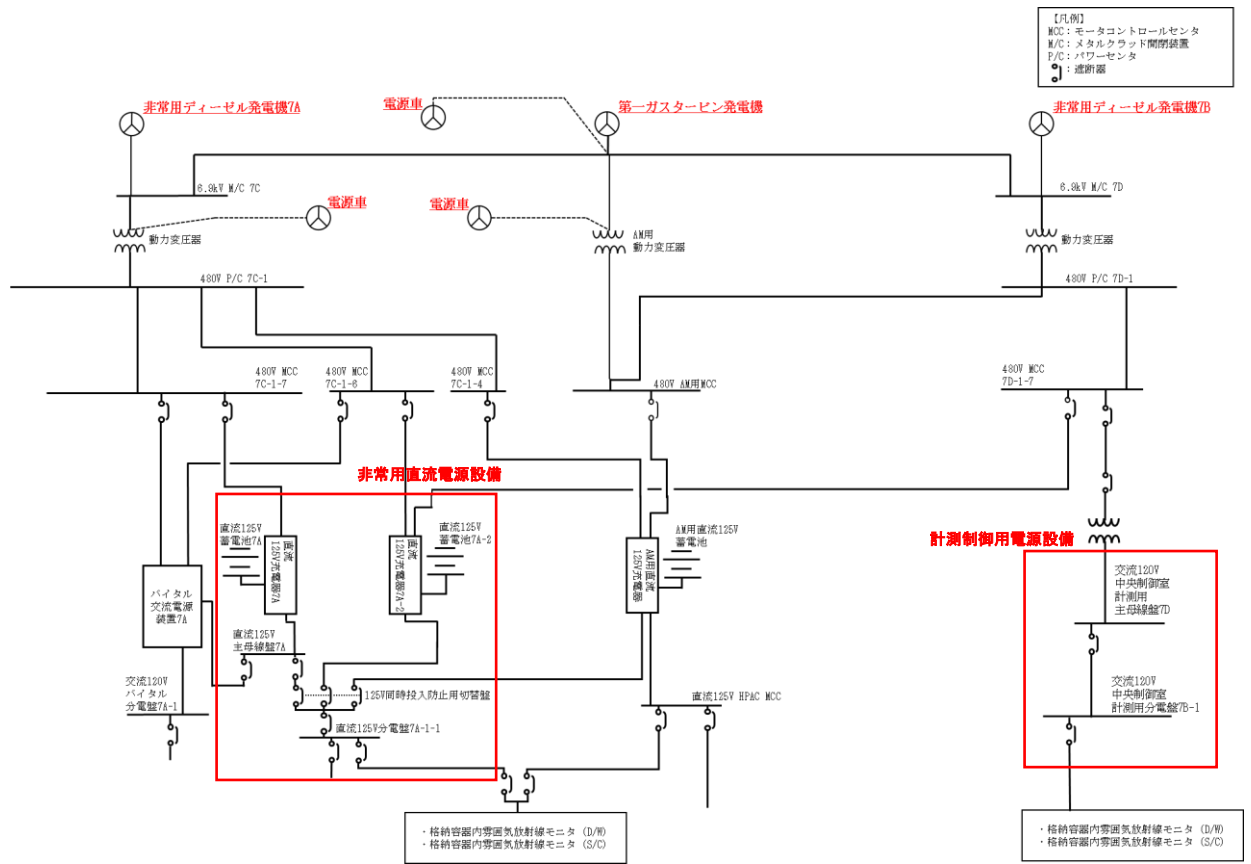 【凡例】
MCC：モータコントロールセンタ
M/C：メタルクラッド開閉装置
P/C：パワーセンタ
：遮断器
非常用ディーゼル発電機7A
電源車
第一ガスタービン発電機
非常用ディーゼル発電機7B
6.9kV M/C 7C
6.9kV M/C 7D
電源車
電源車
動力変圧器
AM用
動力変圧器
動力変圧器
480V P/C 7C-1
480V P/C 7D-1
480V MCC
7C-1-7
480V MCC
7C-1-6
480V MCC
7C-1-4
480V AM用MCC
480V MCC
7D-1-7
非常用直流電源設備
計測制御用電源設備
直流125V
蓄電池7A
直流
125V充電器7A
直流125V
蓄電池7A-2
直流
125V充電器7A-2
AM用直流125V
蓄電池
AM用直流
125V充電器
バイタル
交流電源
装置7A
直流125V
主母線盤7A
125V同時投入防止用切替盤
直流125V分電盤7A-1-1
交流120V
バイタル
分電盤7A-1
直流125V HPAC MCC
交流120V
中央制御室
計測用
主母線盤7D
交流120V
中央制御室
計測用分電盤7B-1
・格納容器内雰囲気放射線モニタ (D/W)
・格納容器内雰囲気放射線モニタ (S/C)
・格納容器内雰囲気放射線モニタ (D/W)
・格納容器内雰囲気放射線モニタ (S/C)